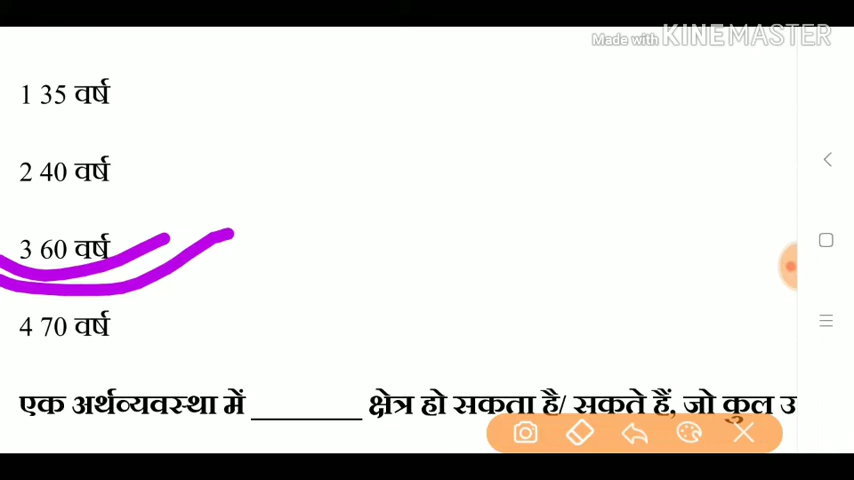 Made with KINEMASTER
1 35 वर्ष
2 40 वर्ष
3 60 वर्ष
4 70 वर्ष
एक अर्थव्यवस्था में ________ क्षेत्र हो सकता है/ सकते हैं, जो कुल